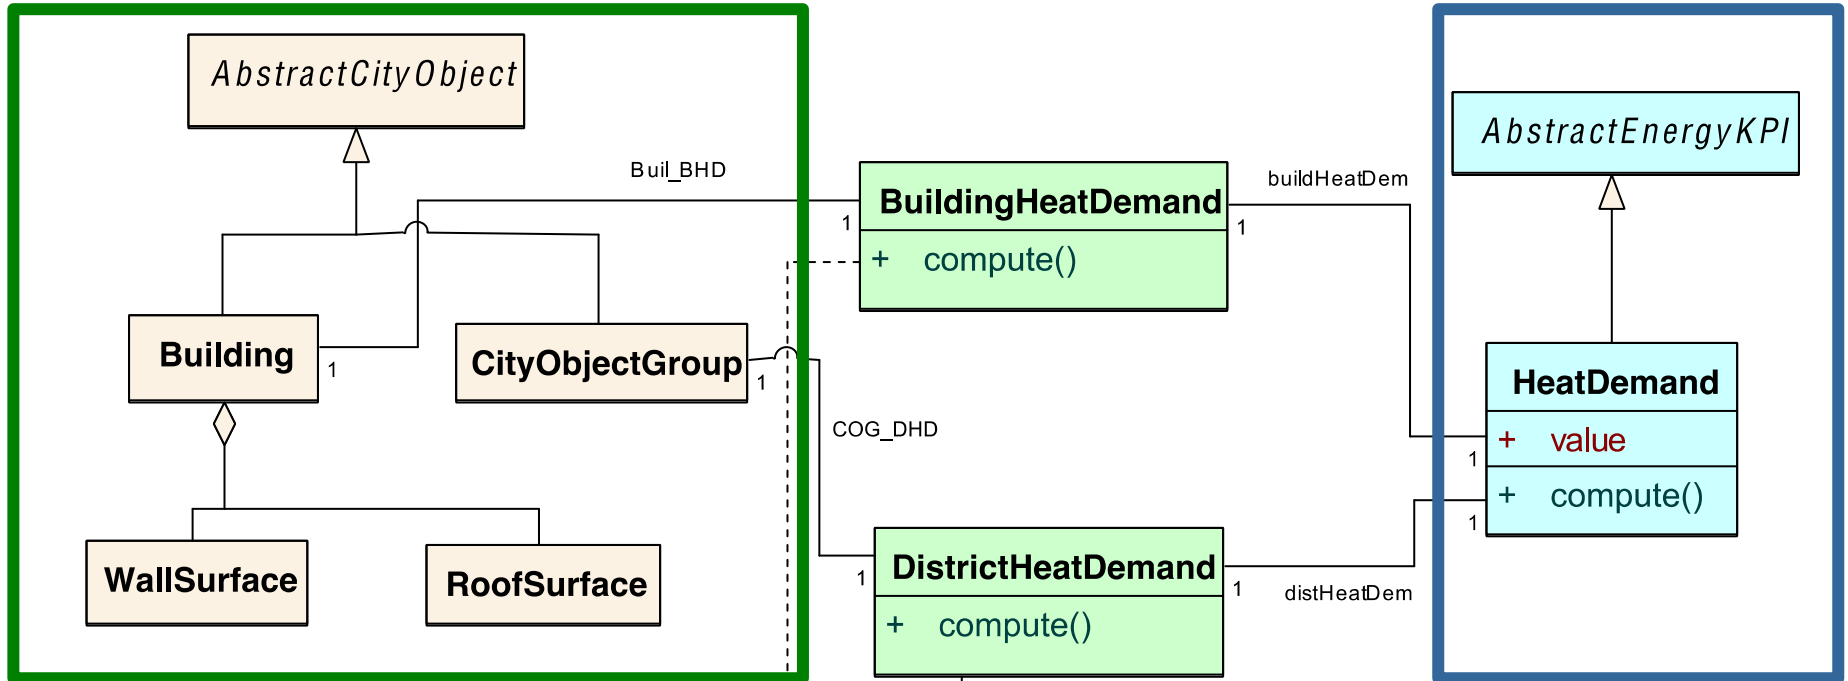 AbstractCityObject
AbstractEnergyKPI
Buil_BHD
buildHeatDem
BuildingHeatDemand
1
1
+ compute()
Building
1
CityObjectGroup
1
HeatDemand
+ value
1
+ compute()
1
COG_DHD
WallSurface
RoofSurface
DistrictHeatDemand
1
1
distHeatDem
+ compute()